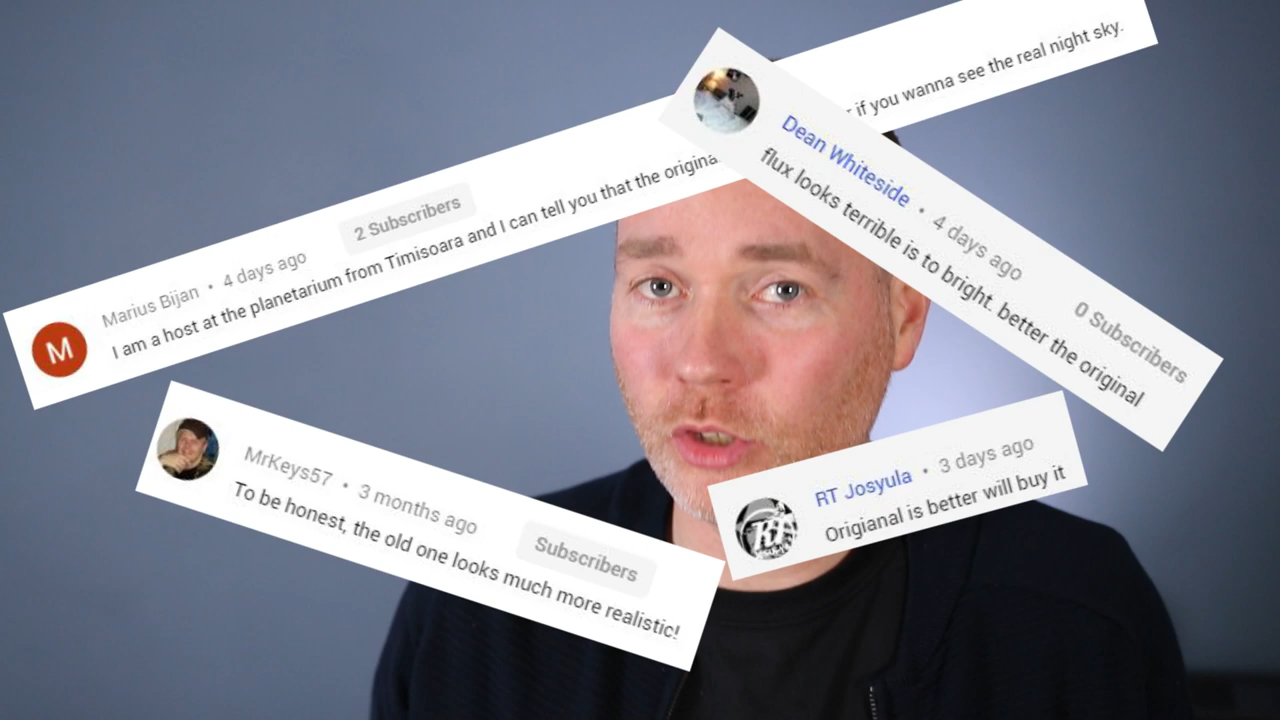 Marius Bijan • 4 days ago 2 Subscribers
I am a host at the planetarium from Timisoara and I can tell you that the if you wanna see the real night sky.
Dean Whiteside • 4 days ago 0 Subscribers
flux looks terrible is to bright. better the original
MrKeys57 • 3 months ago Subscribers
To be honest, the old one looks much more realistic!
RT Josyula • 3 days ago
Origianal is better will buy it
M
RT